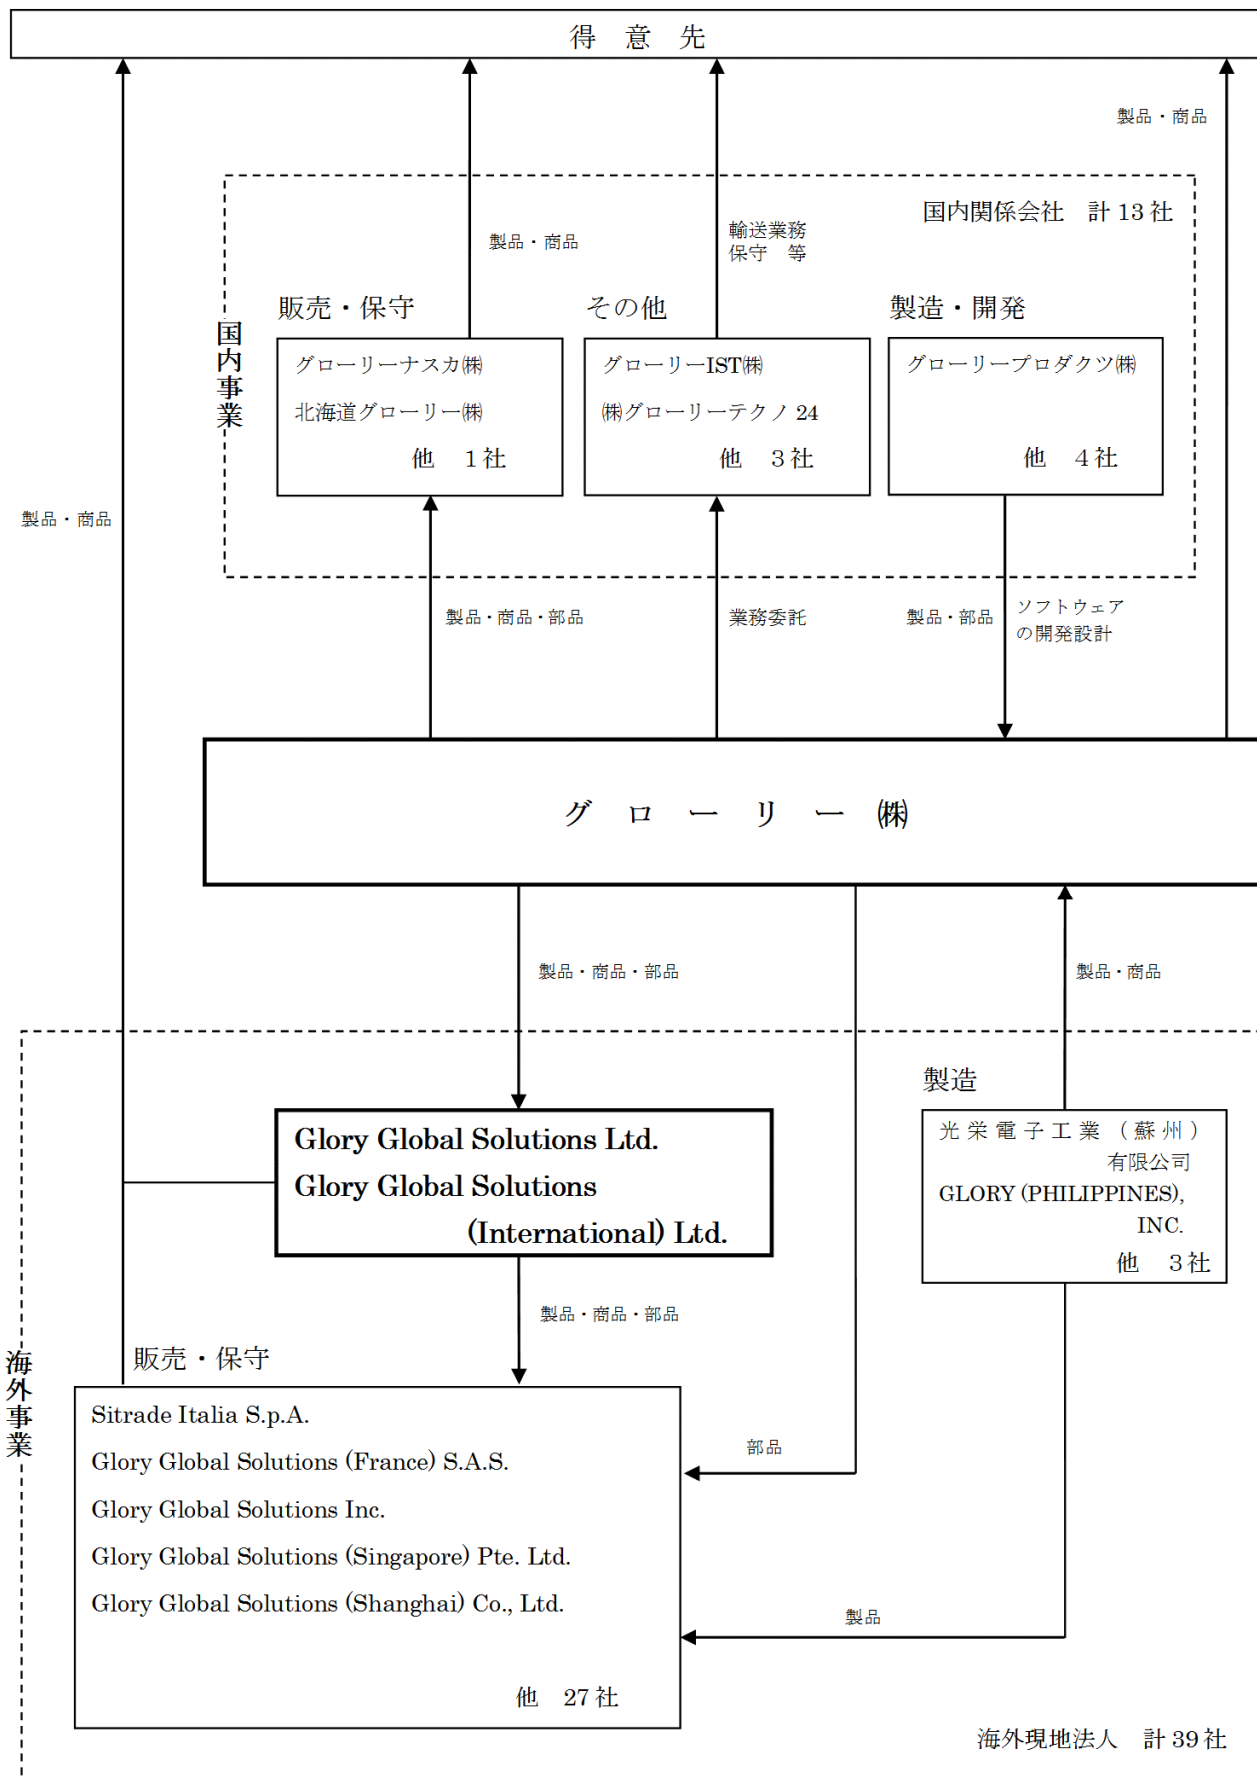 得　意　先
製品・商品
国内関係会社　計 13 社
製品・商品
輸送業務
保守　等
販売・保守
その他
製造・開発
国内事業
グローリーナスカ㈱
北海道グローリー㈱
他　1 社
グローリーIST㈱
㈱グローリーテクノ 24
他　3 社
グローリープロダクツ㈱
他　4 社
製品・商品
製品・商品・部品
業務委託
製品・部品
ソフトウェア
の開発設計
グ　ロ　ー　リ　ー　㈱
製品・商品・部品
製品・商品
製造
Glory Global Solutions Ltd.
Glory Global Solutions
(International) Ltd.
光栄電子工業（蘇州）
有限公司
GLORY (PHILIPPINES),
INC.
他　3 社
製品・商品・部品
海外事業
販売・保守
Sitrade Italia S.p.A.
Glory Global Solutions (France) S.A.S.
Glory Global Solutions Inc.
Glory Global Solutions (Singapore) Pte. Ltd.
Glory Global Solutions (Shanghai) Co., Ltd.
他　27 社
部品
製品
海外現地法人　計 39 社